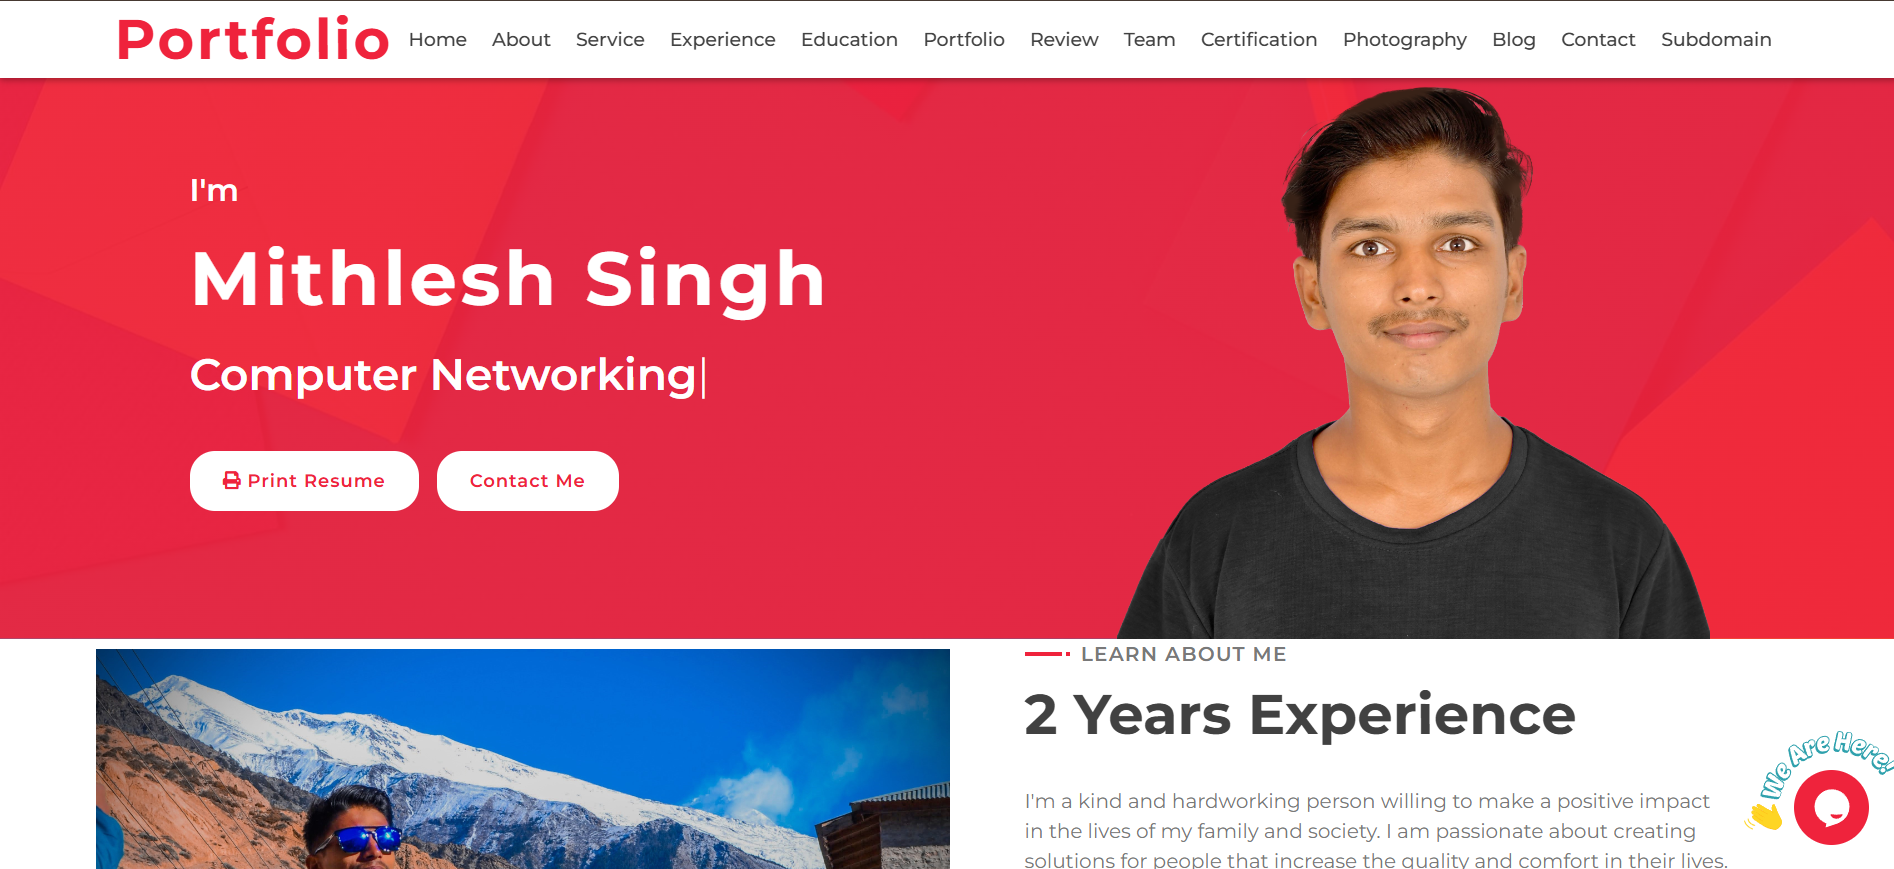 Portfolio Home About Service Experience Education Portfolio Review Team Certification Photography Blog Contact Subdomain
I'm
Mithlesh Singh
Computer Networking|
Print Resume Contact Me
LEARN ABOUT ME
2 Years Experience
I'm a kind and hardworking person willing to make a positive impact
in the lives of my family and society. I am passionate about creating
solutions for people that increase the quality and comfort in their lives.
We Are Here!